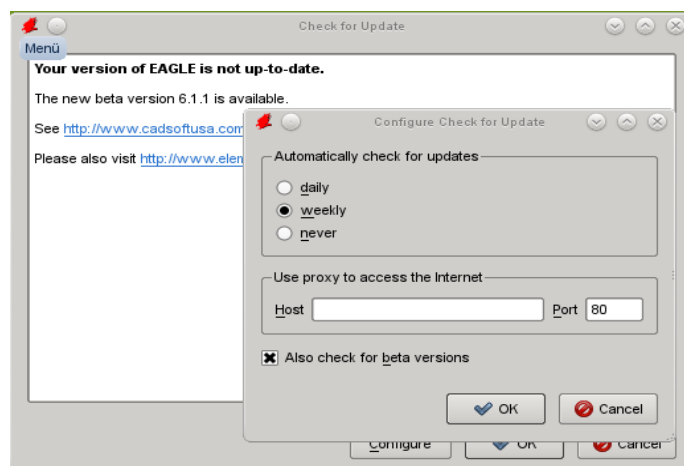 Check for Update
Menü
Your version of EAGLE is not up-to-date.
The new beta version 6.1.1 is available.
See http://www.cadsoftusa.com
Please also visit http://www.elen
Configure Check for Update
Automatically check for updates
daily
weekly
never
Use proxy to access the Internet
Host
Port 80
Also check for beta versions
OK
Cancel
Configure
OK
Cancel